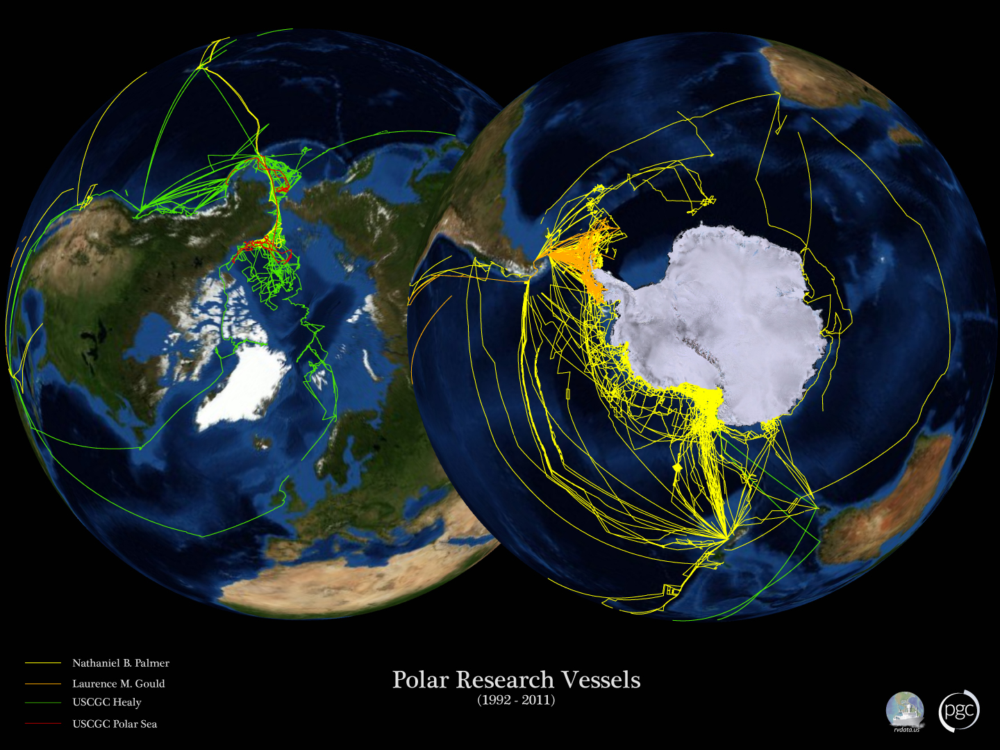 Nathaniel B. Palmer
Laurence M. Gould
USCGC Healy
USCGC Polar Sea
Polar Research Vessels
(1992 - 2011)
rvdata.us
pgc